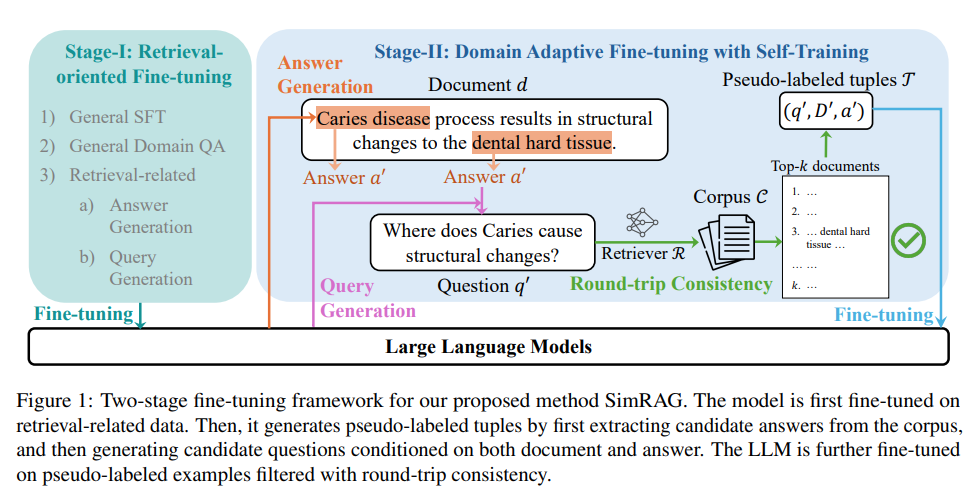 Stage-I: Retrieval-
oriented Fine-tuning
1) General SFT
2) General Domain QA
3) Retrieval-related
a) Answer
Generation
b) Query
Generation
Fine-tuning
Stage-II: Domain Adaptive Fine-tuning with Self-Training
Answer
Generation
Document d
Caries disease process results in structural
changes to the dental hard tissue.
Answer a′
Answer a′
Where does Caries cause
structural changes?
Question q′
Query
Generation
Retriever ℛ
Corpus 𝒞
Round-trip Consistency
Pseudo-labeled tuples 𝒯
(q′, D′, a′)
Top-k documents
1. ...
2. ...
3. ... dental hard
tissue ...
... ...
k. ...
Fine-tuning
Large Language Models
Figure 1: Two-stage fine-tuning framework for our proposed method SimRAG. The model is first fine-tuned on
retrieval-related data. Then, it generates pseudo-labeled tuples by first extracting candidate answers from the corpus,
and then generating candidate questions conditioned on both document and answer. The LLM is further fine-tuned
on pseudo-labeled examples filtered with round-trip consistency.